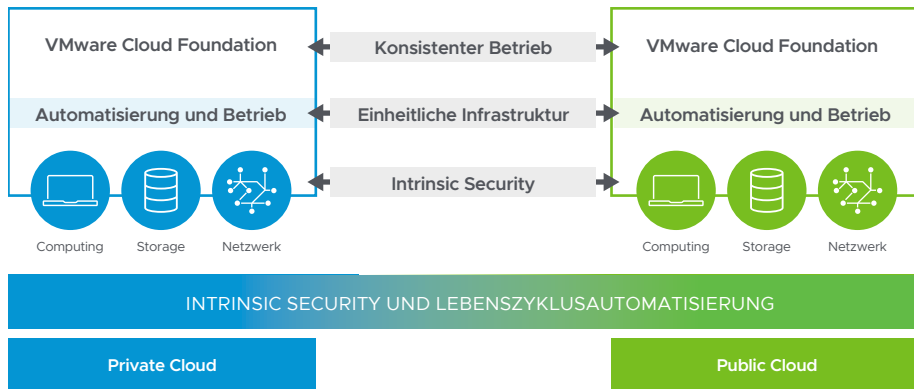 VMware Cloud Foundation
Konsistenter Betrieb
VMware Cloud Foundation
Automatisierung und Betrieb
Einheitliche Infrastruktur
Automatisierung und Betrieb
Intrinsic Security
Computing
Storage
Netzwerk
Computing
Storage
Netzwerk
INTRINSIC SECURITY UND LEBENSZYKLUSAUTOMATISIERUNG
Private Cloud
Public Cloud